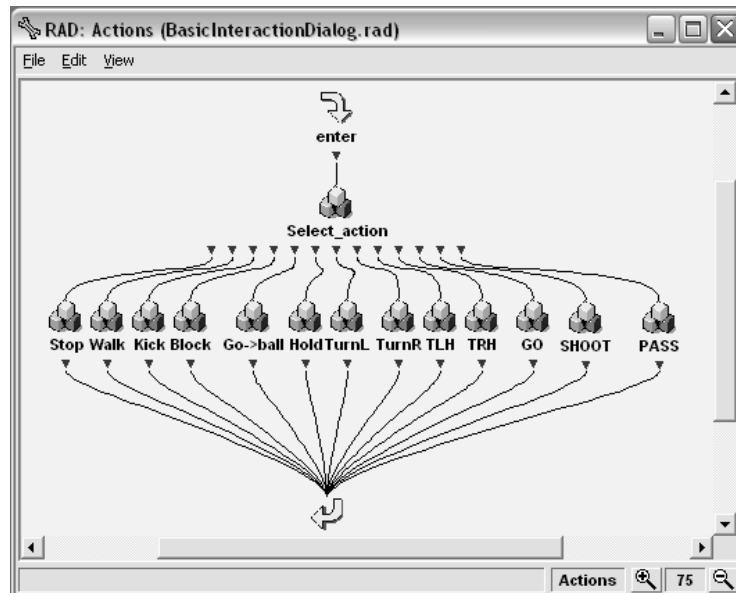 RAD: Actions (BasicInteractionDialog.rad)
File Edit View
enter
Select_action
Stop Walk Kick Block Go->ball Hold TurnL TurnR TLH TRH GO SHOOT PASS
Actions 75